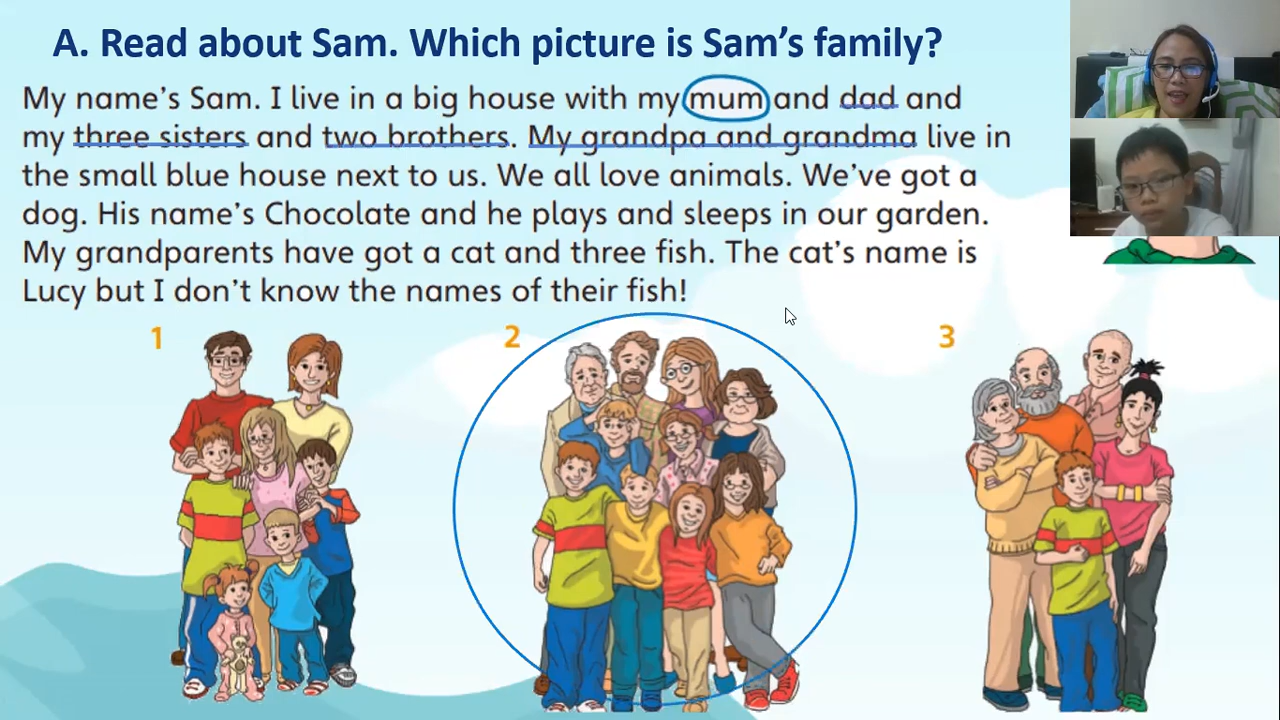 A. Read about Sam. Which picture is Sam's family?
My name's Sam. I live in a big house with my mum and dad and
my three sisters and two brothers. My grandpa and grandma live in
the small blue house next to us. We all love animals. We've got a
dog. His name's Chocolate and he plays and sleeps in our garden.
My grandparents have got a cat and three fish. The cat's name is
Lucy but I don't know the names of their fish!
1
2
3